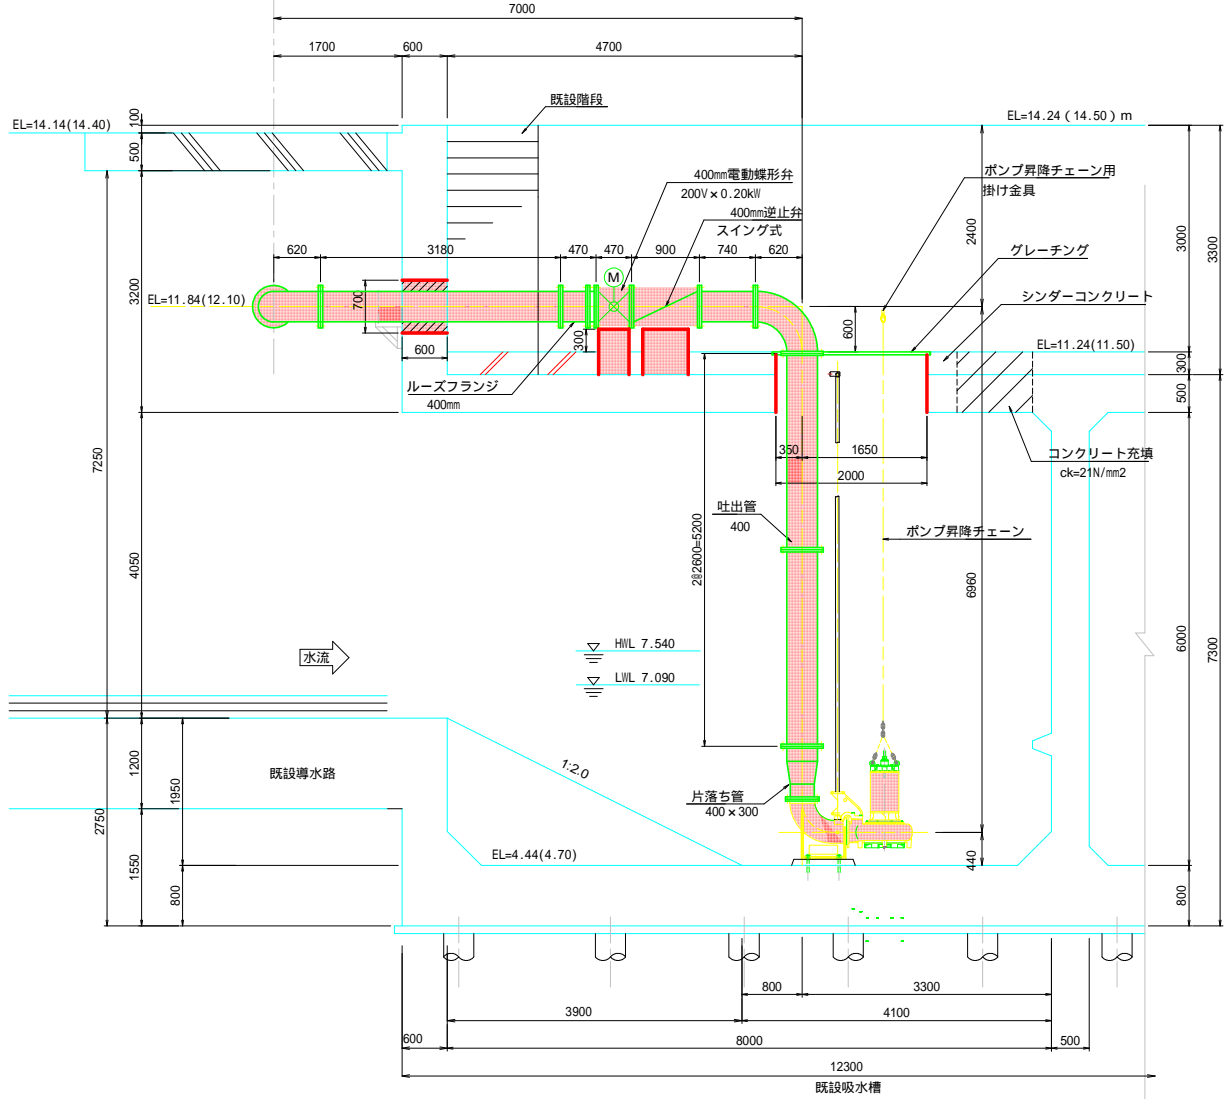 7000
1700
600
4700
既設階段
EL=14.14(14.40)
EL=14.24（14.50）m
100
500
3200
7250
4050
1200
2750
1550
1950
800
400㎜電動蝶形弁
200V×0.20kW
400㎜逆止弁
スイング式
ポンプ昇降チェーン用
掛け金具
グレーチング
シンダーコンクリート
2400
3000
3300
620
3180
470
470
900
740
620
M
EL=11.84(12.10)
700
600
300
600
EL=11.24(11.50)
300
500
ルーズフランジ
400㎜
350
1650
2000
コンクリート充填
ck=21N/mm2
吐出管
400
2@2600=5200
ポンプ昇降チェーン
6960
6000
7300
HWL 7.540
LWL 7.090
水流
既設導水路
1:2.0
片落ち管
400×300
EL=4.44(4.70)
440
800
800
3300
3900
4100
600
8000
500
12300
既設吸水槽